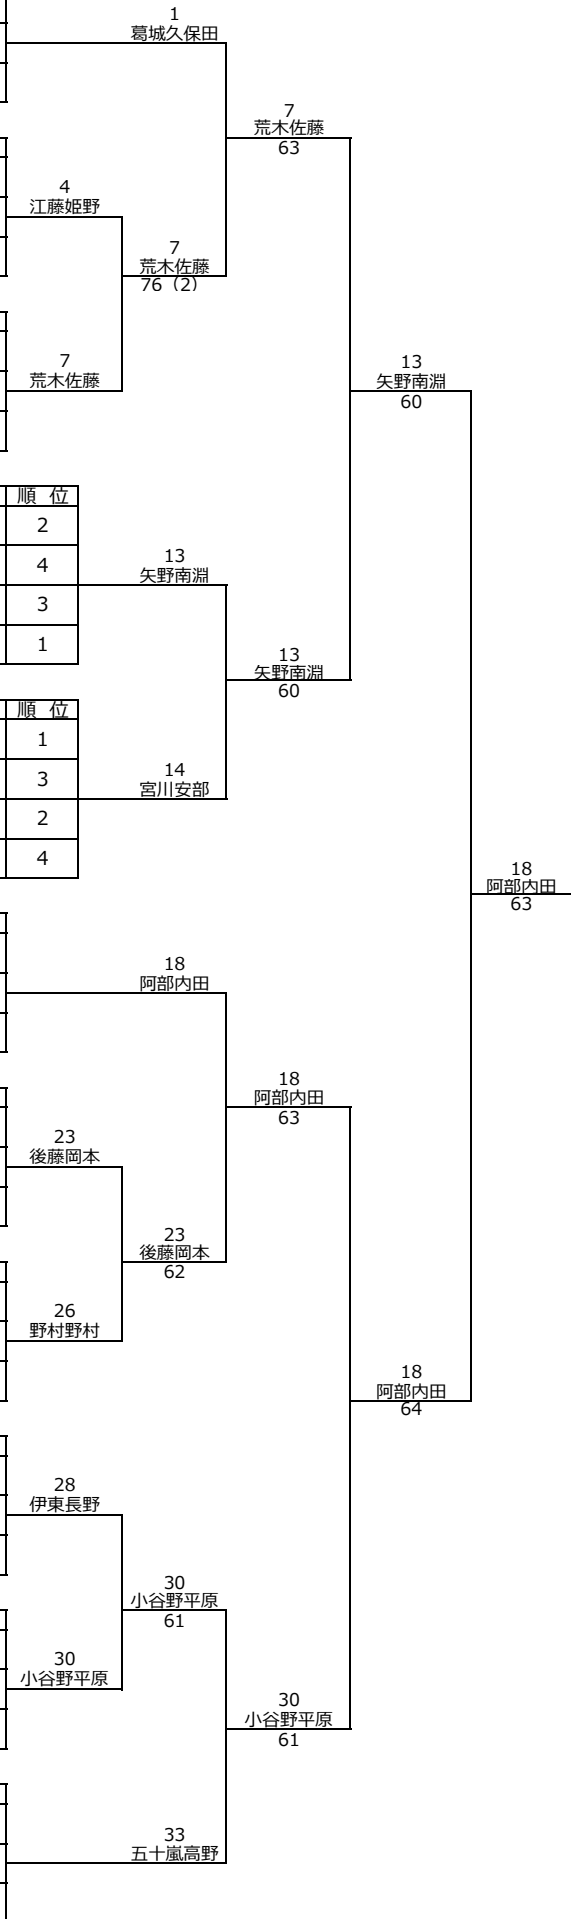 1
葛城久保田
7
荒木佐藤
63
4
江藤姫野
7
荒木佐藤
76（2）
7
荒木佐藤
13
矢野南淵
60
順 位
2
4
3
1
13
矢野南淵
13
矢野南淵
60
順 位
1
3
2
4
14
宮川安部
18
阿部内田
63
18
阿部内田
18
阿部内田
63
23
後藤岡本
23
後藤岡本
62
26
野村野村
18
阿部内田
64
28
伊東長野
30
小谷野平原
61
30
小谷野平原
30
小谷野平原
61
33
五十嵐高野